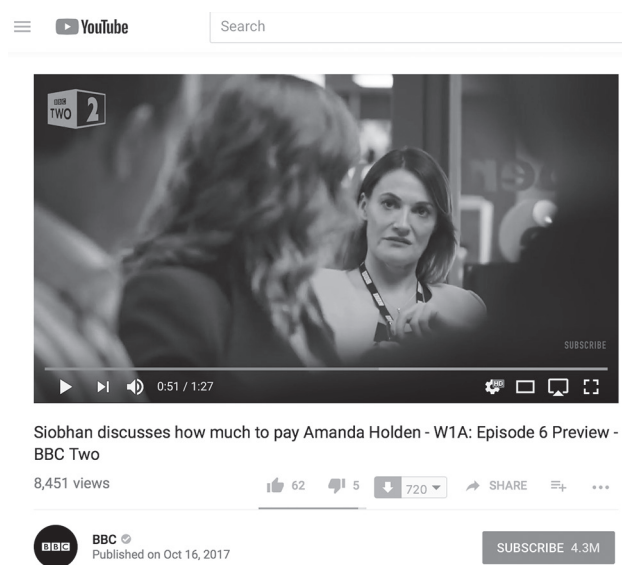 YouTube
Search
BBC
TWO
2
SUBSCRIBE
0:51 / 1:27
HD
Siobhan discusses how much to pay Amanda Holden - W1A: Episode 6 Preview -
BBC Two
8,451 views
62 5 720 SHARE
BBC
BBC
Published on Oct 16, 2017
SUBSCRIBE 4.3M